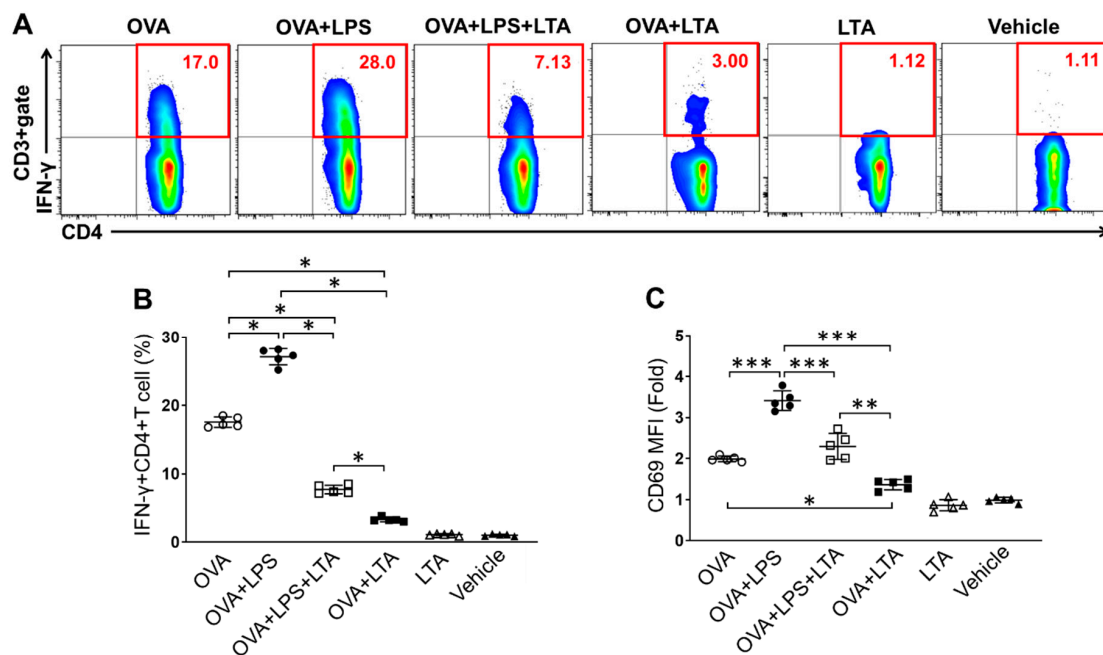 A
OVA
OVA+LPS
OVA+LPS+LTA
OVA+LTA
LTA
Vehicle
17.0
28.0
7.13
3.00
1.12
1.11
CD3+gate
IFN-γ
CD4
B
*
*
*
*
*
*
IFN-γ+CD4+T cell (%)
30
20
10
0
OVA
OVA+LPS
OVA+LPS+LTA
OVA+LTA
LTA
Vehicle
C
***
***
***
**
*
CD69 MFI (Fold)
5
4
3
2
1
0
OVA
OVA+LPS
OVA+LPS+LTA
OVA+LTA
LTA
Vehicle